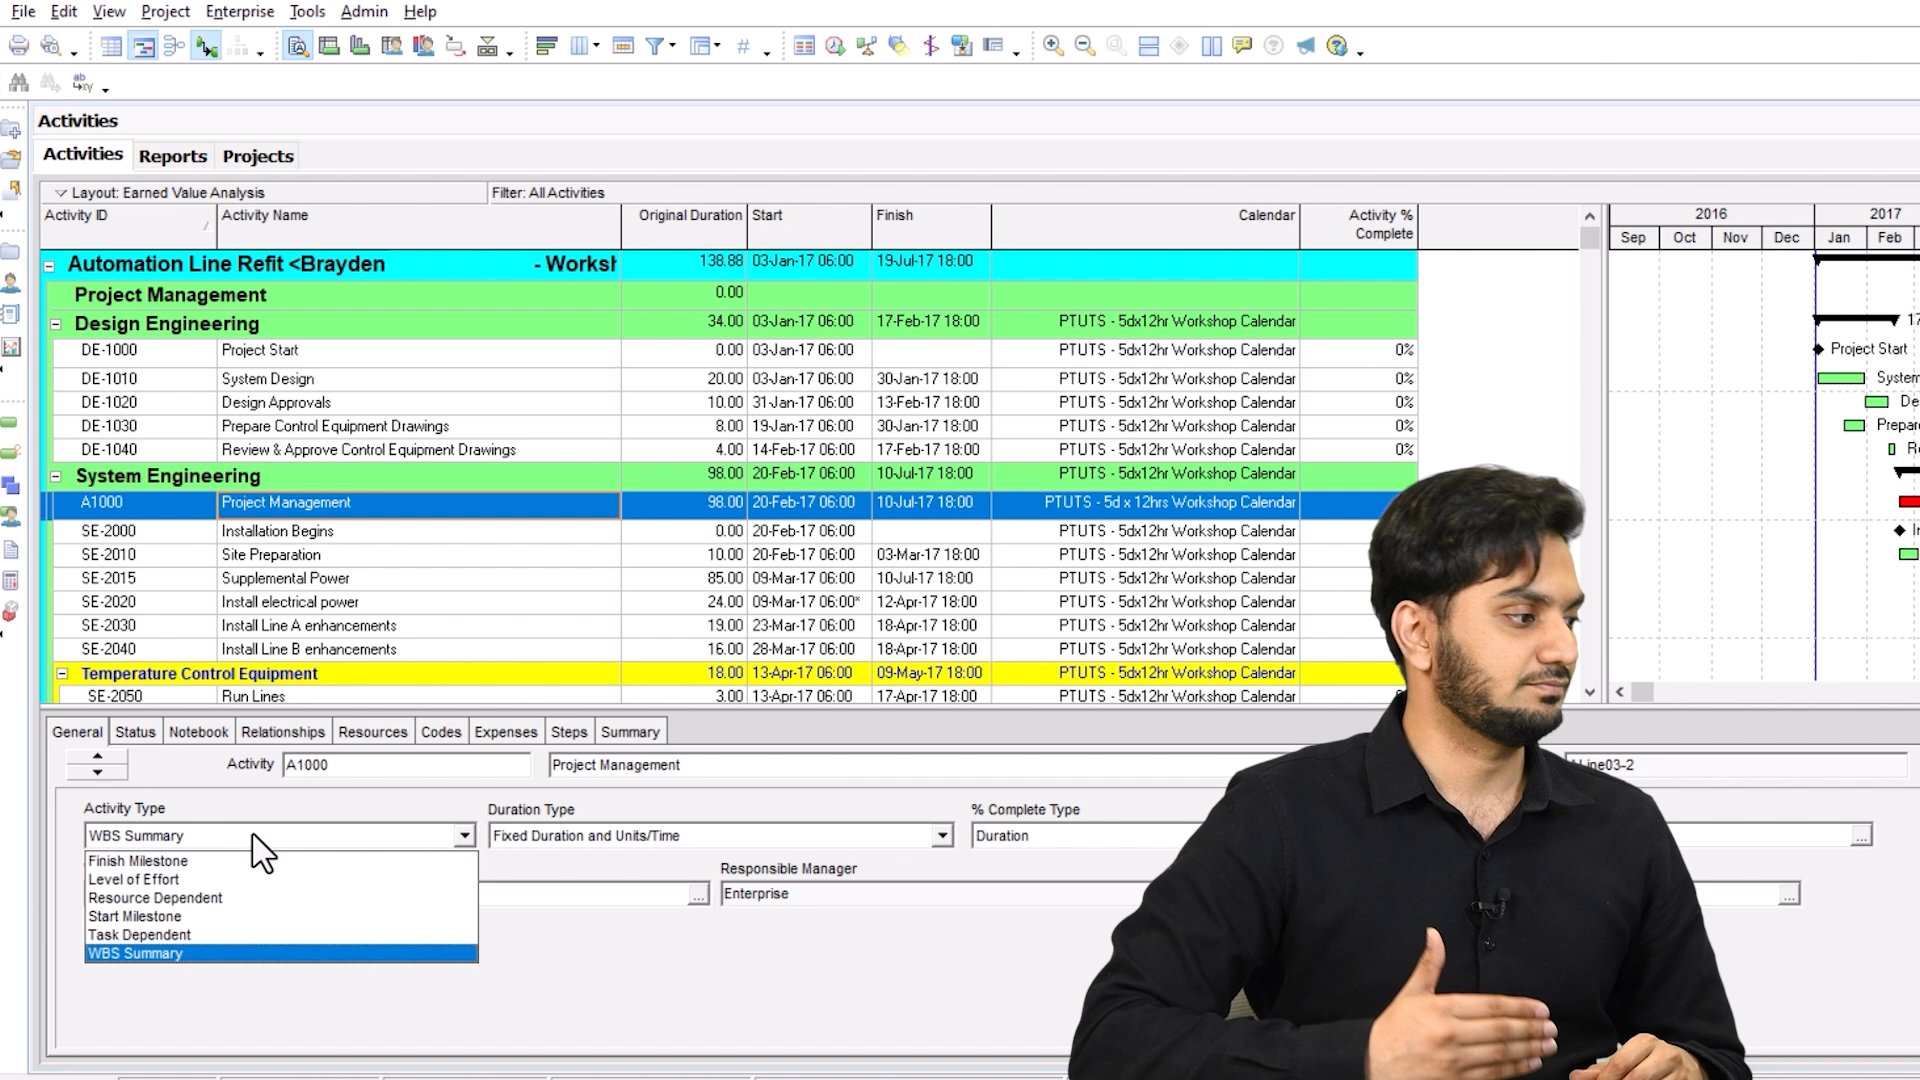 File Edit View Project Enterprise Tools Admin Help
Activities
Activities Reports Projects
Layout: Earned Value Analysis Filter: All Activities
Activity ID Activity Name Original Duration Start Finish Calendar Activity % Complete
2016 2017
Sep Oct Nov Dec Jan Feb
Automation Line Refit <Brayden - Worksh 138.88 03-Jan-17 06:00 19-Jul-17 18:00
Project Management 0.00
Design Engineering 34.00 03-Jan-17 06:00 17-Feb-17 18:00 PTUTS - 5dx12hr Workshop Calendar 17
DE-1000 Project Start 0.00 03-Jan-17 06:00 PTUTS - 5dx12hr Workshop Calendar 0% Project Start
DE-1010 System Design 20.00 03-Jan-17 06:00 30-Jan-17 18:00 PTUTS - 5dx12hr Workshop Calendar 0% System
DE-1020 Design Approvals 10.00 31-Jan-17 06:00 13-Feb-17 18:00 PTUTS - 5dx12hr Workshop Calendar 0% De
DE-1030 Prepare Control Equipment Drawings 8.00 19-Jan-17 06:00 30-Jan-17 18:00 PTUTS - 5dx12hr Workshop Calendar 0% Prepar
DE-1040 Review & Approve Control Equipment Drawings 4.00 14-Feb-17 06:00 17-Feb-17 18:00 PTUTS - 5dx12hr Workshop Calendar 0% Re
System Engineering 98.00 20-Feb-17 06:00 10-Jul-17 18:00 PTUTS - 5dx12hr Workshop Calendar
A1000 Project Management 98.00 20-Feb-17 06:00 10-Jul-17 18:00 PTUTS - 5d x 12hrs Workshop Calendar
SE-2000 Installation Begins 0.00 20-Feb-17 06:00 PTUTS - 5dx12hr Workshop Calendar
SE-2010 Site Preparation 10.00 20-Feb-17 06:00 03-Mar-17 18:00 PTUTS - 5dx12hr Workshop Calendar
SE-2015 Supplemental Power 85.00 09-Mar-17 06:00 10-Jul-17 18:00 PTUTS - 5dx12hr Workshop Calendar
SE-2020 Install electrical power 24.00 09-Mar-17 06:00* 12-Apr-17 18:00 PTUTS - 5dx12hr Workshop Calendar
SE-2030 Install Line A enhancements 19.00 23-Mar-17 06:00 18-Apr-17 18:00 PTUTS - 5dx12hr Workshop Calendar
SE-2040 Install Line B enhancements 16.00 28-Mar-17 06:00 18-Apr-17 18:00 PTUTS - 5dx12hr Workshop Calendar
Temperature Control Equipment 18.00 13-Apr-17 06:00 09-May-17 18:00 PTUTS - 5dx12hr Workshop Calendar
SE-2050 Run Lines 3.00 13-Apr-17 06:00 17-Apr-17 18:00 PTUTS - 5dx12hr Workshop Calendar
General Status Notebook Relationships Resources Codes Expenses Steps Summary
Activity A1000 Project Management Line03-2
Activity Type Duration Type % Complete Type
WBS Summary Fixed Duration and Units/Time Duration
Finish Milestone
Level of Effort
Resource Dependent
Start Milestone
Task Dependent
WBS Summary
Responsible Manager
Enterprise